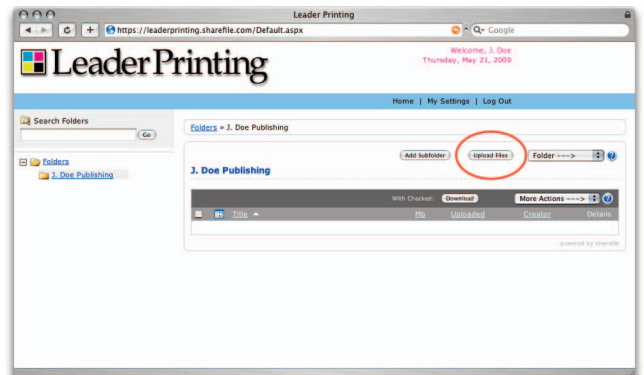 Leader Printing
https://leaderprinting.sharefile.com/Default.aspx
Google
Leader Printing
Welcome, J. Doe
Thursday, May 21, 2009
Home | My Settings | Log Out
Search Folders
Go
Folders » J. Doe Publishing
Add Subfolder
Upload Files
Folder --->
?
Folders
J. Doe Publishing
J. Doe Publishing
With Checked:
Download
More Actions --->
?
Title
Mb
Uploaded
Creator
Details
powered by sharefile